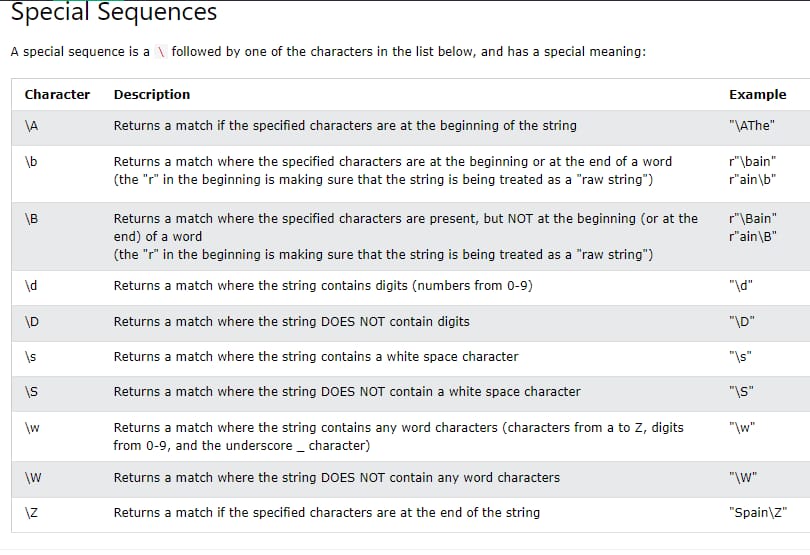 Special Sequences
A special sequence is a \ followed by one of the characters in the list below, and has a special meaning:
Character Description Example
\A Returns a match if the specified characters are at the beginning of the string "\AThe"
\b Returns a match where the specified characters are at the beginning or at the end of a word r"\bain"
(the "r" in the beginning is making sure that the string is being treated as a "raw string") r"ain\b"
\B Returns a match where the specified characters are present, but NOT at the beginning (or at the r"\Bain"
end) of a word r"ain\B"
(the "r" in the beginning is making sure that the string is being treated as a "raw string")
\d Returns a match where the string contains digits (numbers from 0-9) "\d"
\D Returns a match where the string DOES NOT contain digits "\D"
\s Returns a match where the string contains a white space character "\s"
\S Returns a match where the string DOES NOT contain a white space character "\S"
\w Returns a match where the string contains any word characters (characters from a to Z, digits "\w"
from 0-9, and the underscore _ character)
\W Returns a match where the string DOES NOT contain any word characters "\W"
\Z Returns a match if the specified characters are at the end of the string "Spain\Z"